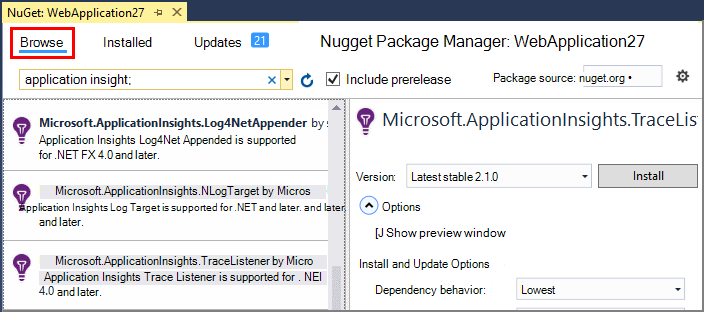 NuGet: WebApplication27
Browse Installed Updates 21 Nugget Package Manager: WebApplication27
application insight; Include prerelease Package source: nuget.org •
Microsoft.ApplicationInsights.Log4NetAppender by
Application Insights Log4Net Appended is supported
for .NET FX 4.0 and later.
Microsoft.ApplicationInsights.NLogTarget by Micros
Application Insights Log Target is supported for .NET and later. and later,
and later.
Microsoft.ApplicationInsights.TraceListener by Micro
Application Insights Trace Listener is supported for . NEI
4.0 and later.
Microsoft.ApplicationInsights.TraceLis
Version: Latest stable 2.1.0 Install
Options
[J Show preview window
Install and Update Options
Dependency behavior: Lowest